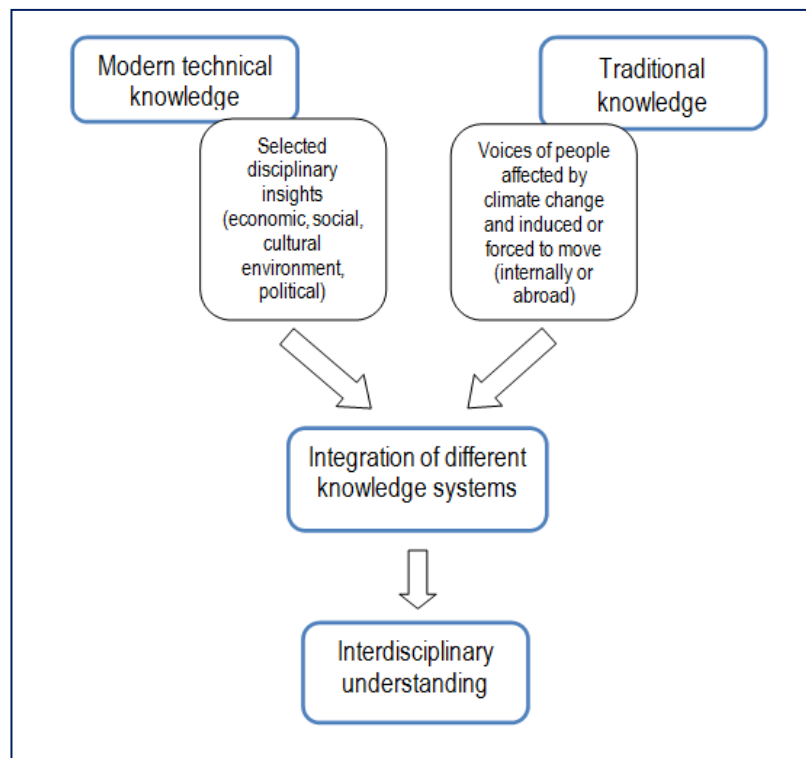 Modern technical
knowledge
Traditional
knowledge
Selected
disciplinary
insights
(economic, social,
cultural
environment,
political)
Voices of people
affected by
climate change
and induced or
forced to move
(internally or
abroad)
Integration of different
knowledge systems
Interdisciplinary
understanding